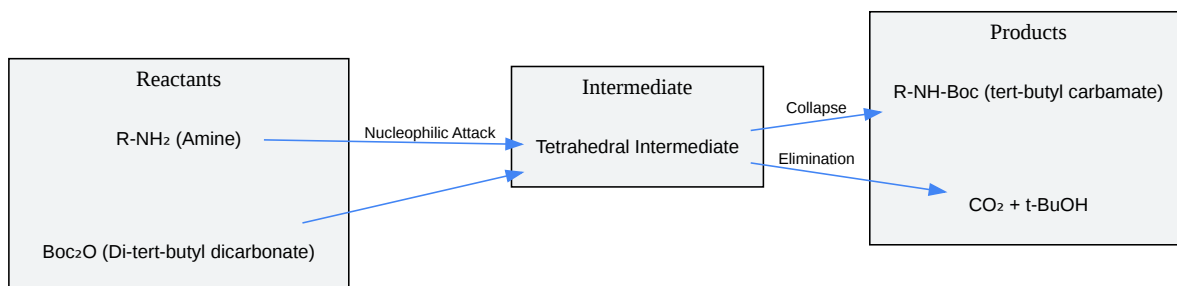 Reactants
R-NH₂ (Amine)
Boc₂O (Di-tert-butyl dicarbonate)
Nucleophilic Attack
Intermediate
Tetrahedral Intermediate
Collapse
Elimination
Products
R-NH-Boc (tert-butyl carbamate)
CO₂ + t-BuOH